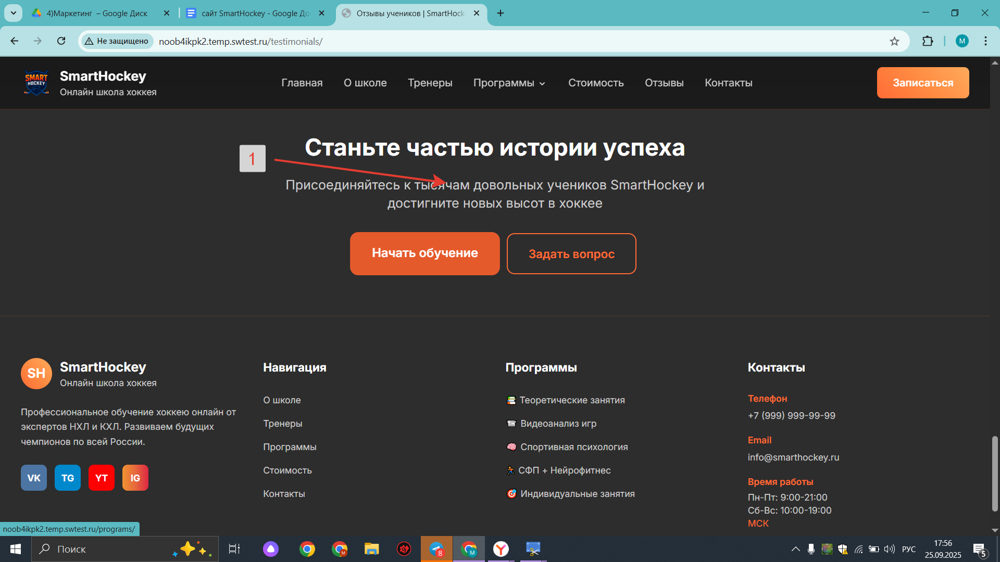 4)Маркетинг – Google Диск
сайт SmartHockey - Google До
Отзывы учеников | SmartHock
Не защищено
noob4ikpk2.temp.swtest.ru/testimonials/
M
SMART
HOCKEY
SmartHockey
Онлайн школа хоккея
Главная
О школе
Тренеры
Программы
Стоимость
Отзывы
Контакты
Записаться
Станьте частью истории успеха
1
Присоединяйтесь к тысячам довольных учеников SmartHockey и
достигните новых высот в хоккее
Начать обучение
Задать вопрос
SH
SmartHockey
Онлайн школа хоккея
Профессиональное обучение хоккею онлайн от
экспертов НХЛ и КХЛ. Развиваем будущих
чемпионов по всей России.
VK
TG
YT
IG
Навигация
О школе
Тренеры
Программы
Стоимость
Контакты
Программы
Теоретические занятия
Видеоанализ игр
Спортивная психология
СФП + Нейрофитнес
Индивидуальные занятия
Контакты
Телефон
+7 (999) 999-99-99
Email
info@smarthockey.ru
Время работы
Пн-Пт: 9:00-21:00
Сб-Вс: 10:00-19:00
МСК
noob4ikpk2.temp.swtest.ru/programs/
Поиск
M
8
M
РУС
17:56
25.09.2025
5